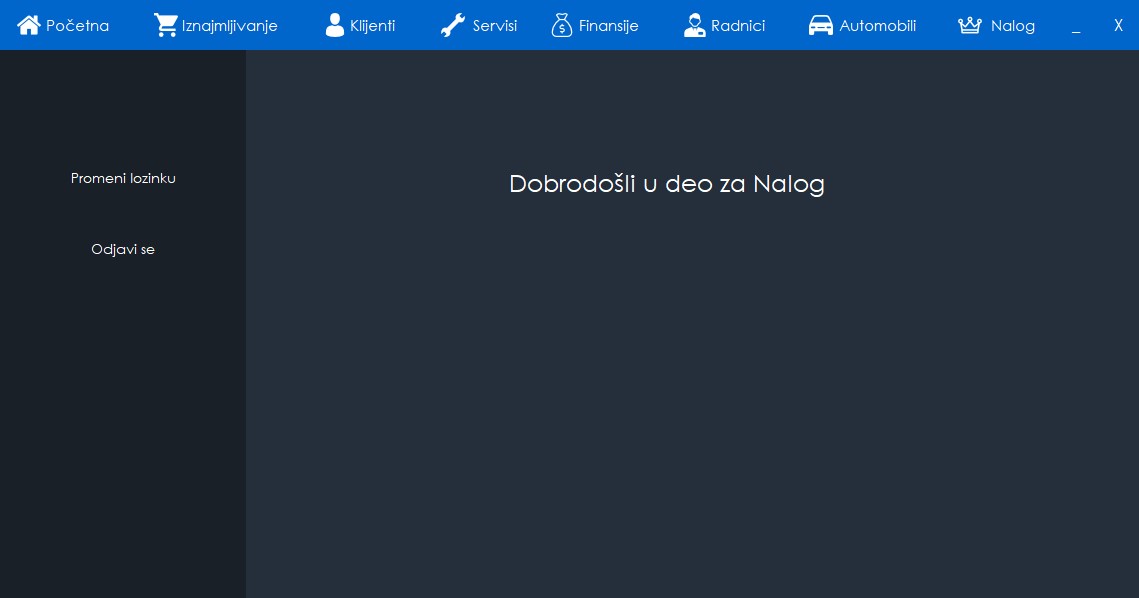 Početna Iznajmljivanje Klijenti Servisi Finansije Radnici Automobili Nalog _ X
Promeni lozinku
Dobrodošli u deo za Nalog
Odjavi se